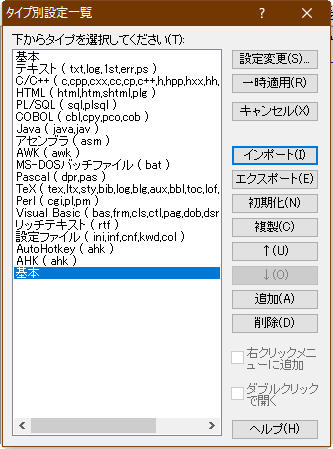 タイプ別設定一覧
下からタイプを選択してください(T):
基本
テキスト ( txt,log,1st,err,ps )
C/C++ ( c,cpp,cxx,cc,cp,c++,h,hpp,hxx,hh,
HTML ( html,htm,shtml,plg )
PL/SQL ( sql,plsql )
COBOL ( cbl,cpy,pco,cob )
Java ( java,jav )
アセンブラ ( asm )
AWK ( awk )
MS-DOSバッチファイル ( bat )
Pascal ( dpr,pas )
TeX ( tex,ltx,sty,bib,log,blg,aux,bbl,toc,lof,
Perl ( cgi,pl,pm )
Visual Basic ( bas,frm,cls,ctl,pag,dob,dsr
リッチテキスト ( rtf )
設定ファイル ( ini,inf,cnf,kwd,col )
AutoHotkey ( ahk )
AHK ( ahk )
基本
設定変更(S)...
一時適用(R)
キャンセル(X)
インポート(I)
エクスポート(E)
初期化(N)
複製(C)
↑(U)
↓(O)
追加(A)
削除(D)
右クリックメニ
ューに追加
ダブルクリック
で開く
ヘルプ(H)